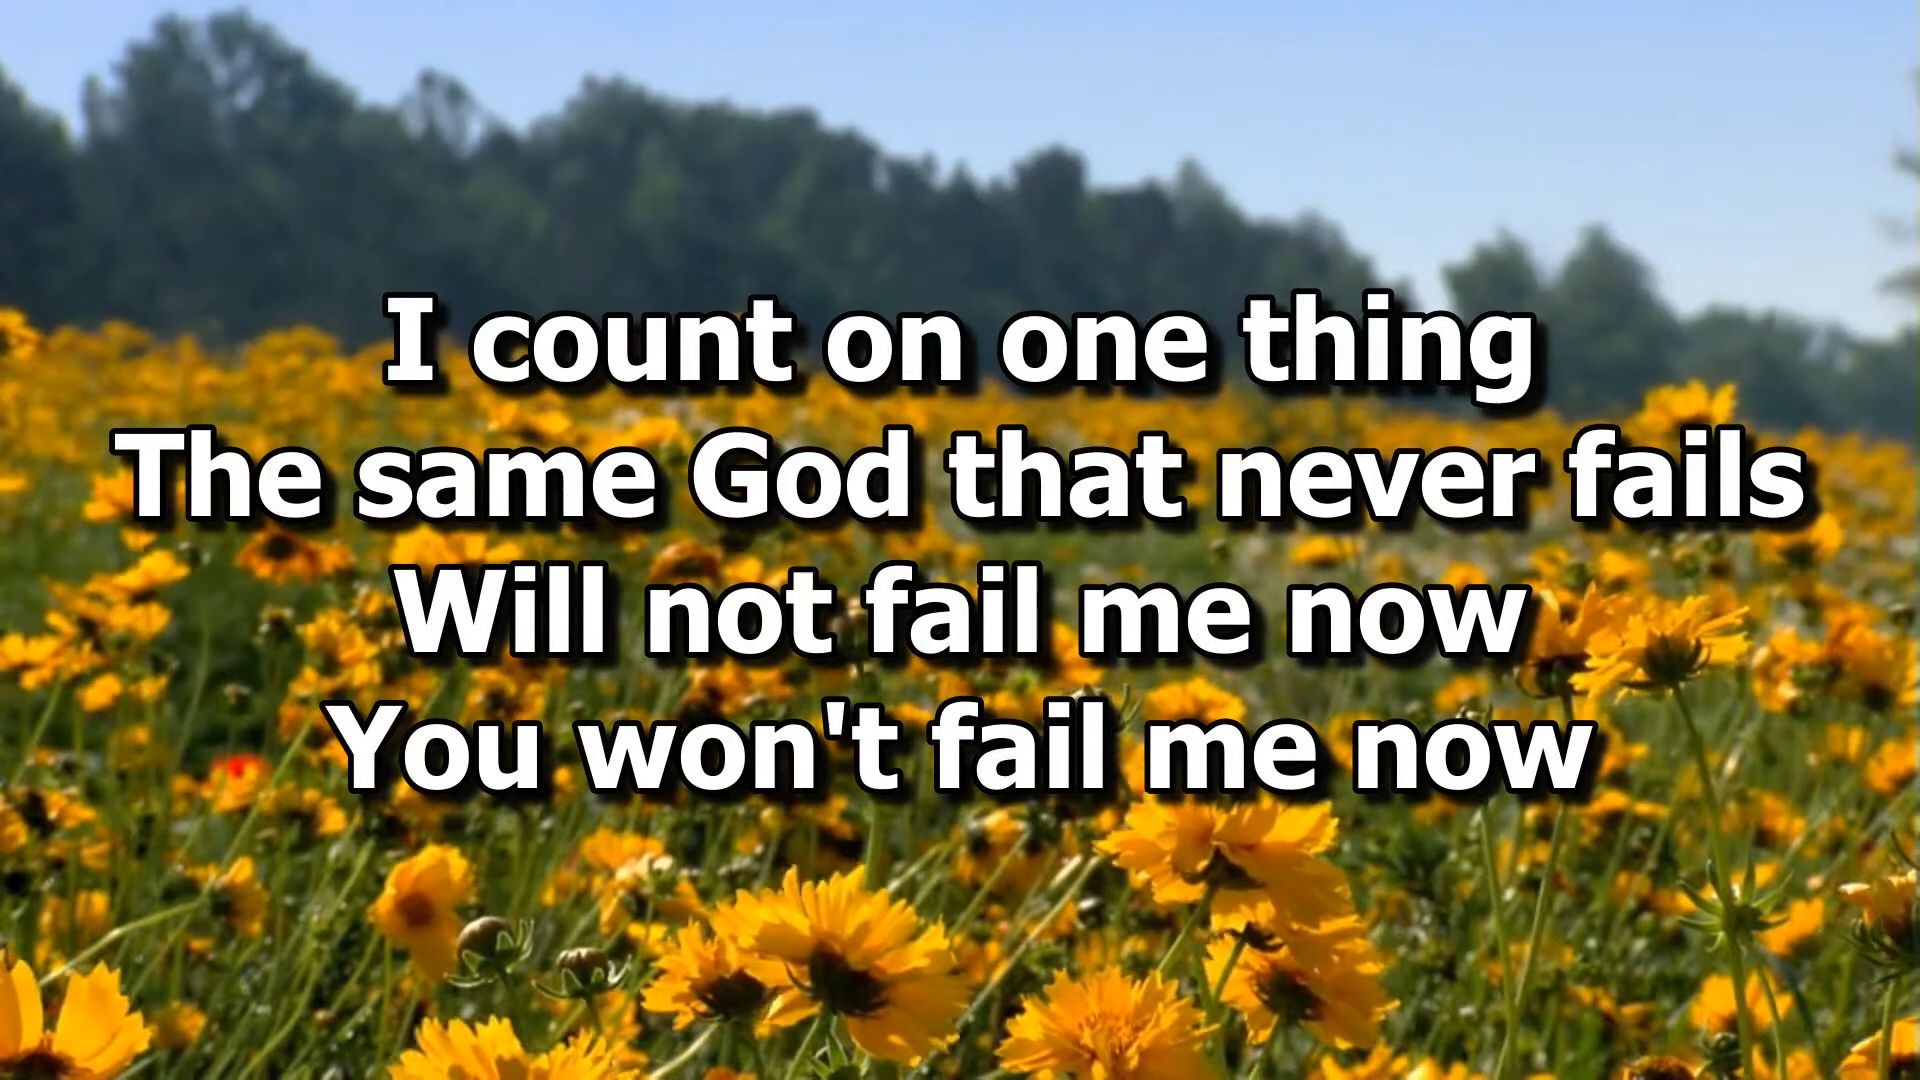 I count on one thing
The same God that never fails
Will not fail me now
You won't fail me now